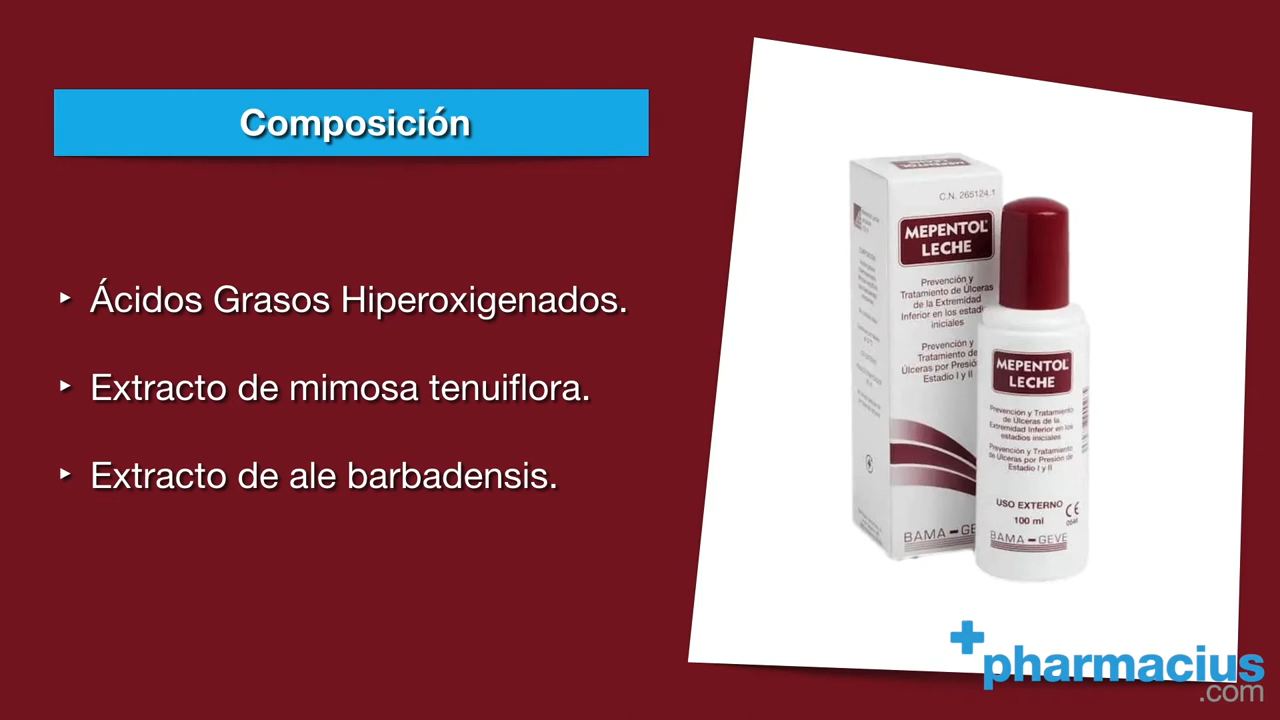 Composición
‣ Ácidos Grasos Hiperoxigenados.
‣ Extracto de mimosa tenuiflora.
‣ Extracto de ale barbadensis.
C.N. 265124.1
MEPENTOL®
LECHE
Prevención y
Tratamiento de Úlceras
de la Extremidad
Inferior en los
iniciales
Prevención y
Tratamiento de
Úlceras por
Estadio I y II
BAMA
MEPENTOL®
LECHE
Prevención y Tratamiento
de Úlceras de la
Extremidad Inferior en los
estadios iniciales
Prevención y Tratamiento
de Úlceras por Presión de
Estadio I y II
USO EXTERNO
100 ml
CE
BAMA-GEVE
pharmacius
.com